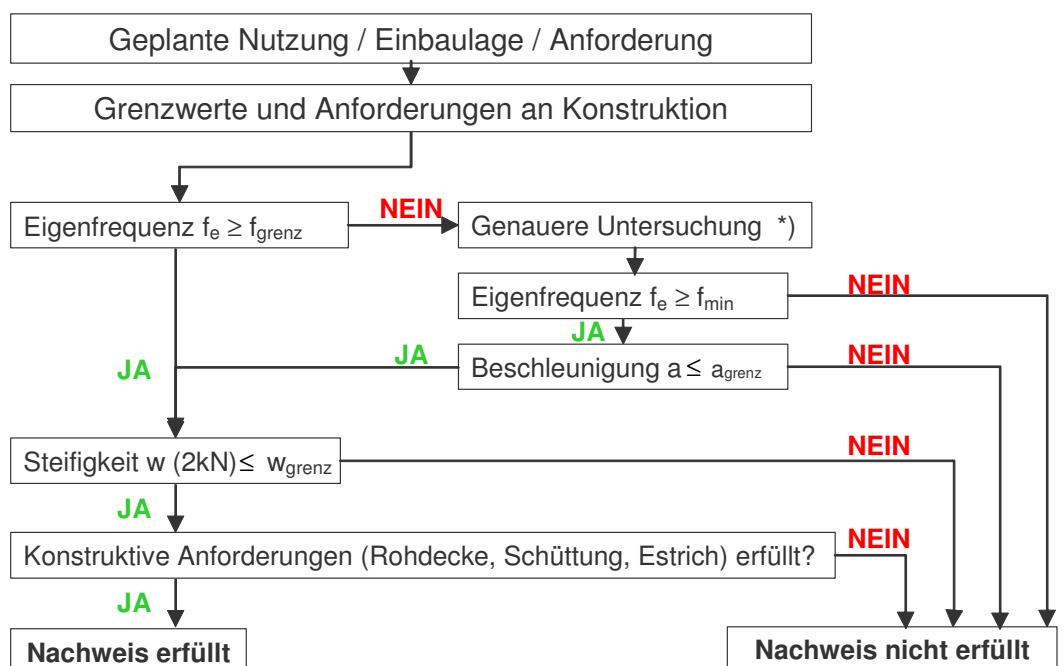 Geplante Nutzung / Einbaulage / Anforderung
Grenzwerte und Anforderungen an Konstruktion
Eigenfrequenz fe ≥ fgrenz
NEIN
Genauere Untersuchung *)
Eigenfrequenz fe ≥ fmin
NEIN
JA
JA
JA
Beschleunigung a ≤ agrenz
NEIN
Steifigkeit w (2kN) ≤ wgrenz
NEIN
JA
Konstruktive Anforderungen (Rohdecke, Schüttung, Estrich) erfüllt?
NEIN
JA
Nachweis erfüllt
Nachweis nicht erfüllt